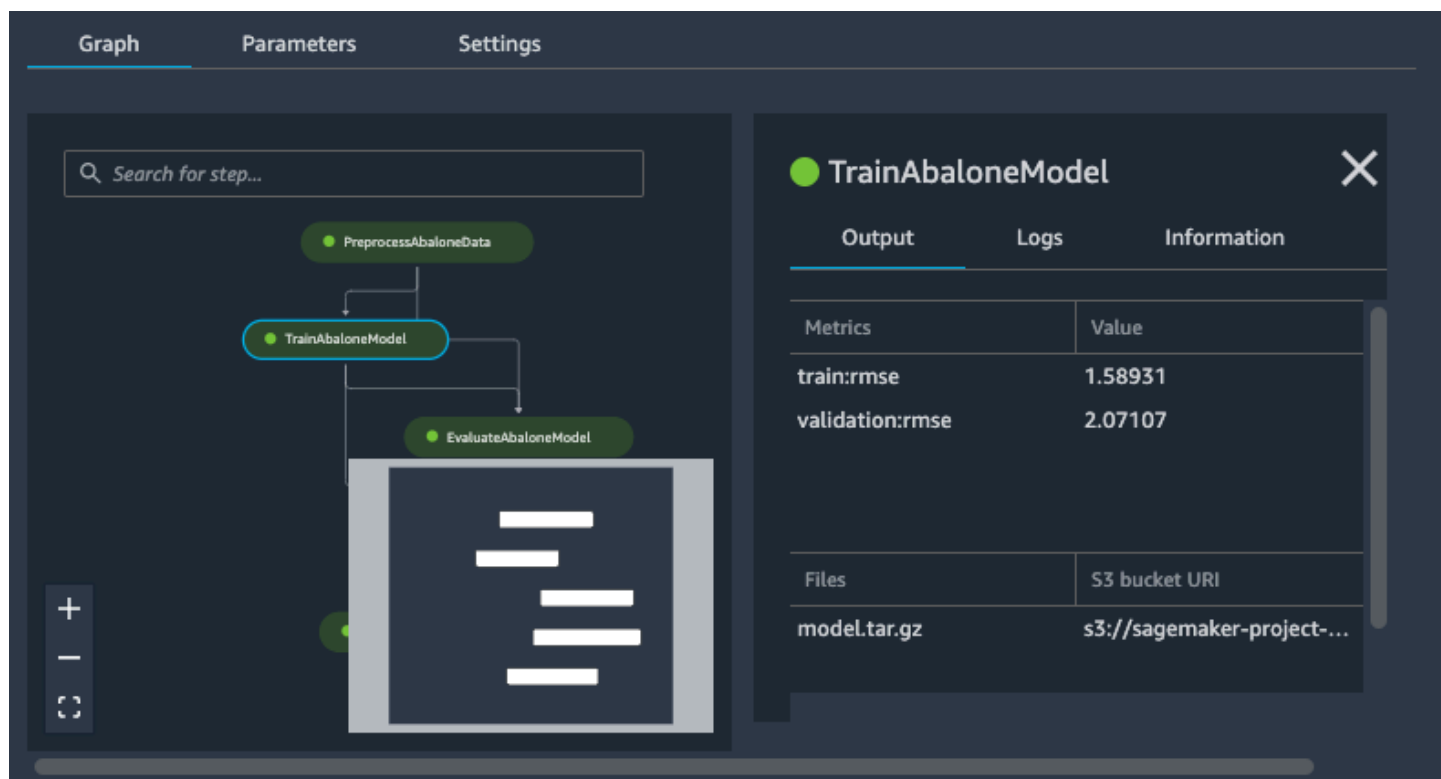 Graph Parameters Settings
Search for step...
PreprocessAbaloneData
TrainAbaloneModel
EvaluateAbaloneModel
TrainAbaloneModel
Output Logs Information
Metrics Value
train:rmse 1.58931
validation:rmse 2.07107
Files S3 bucket URI
model.tar.gz s3://sagemaker-project-...